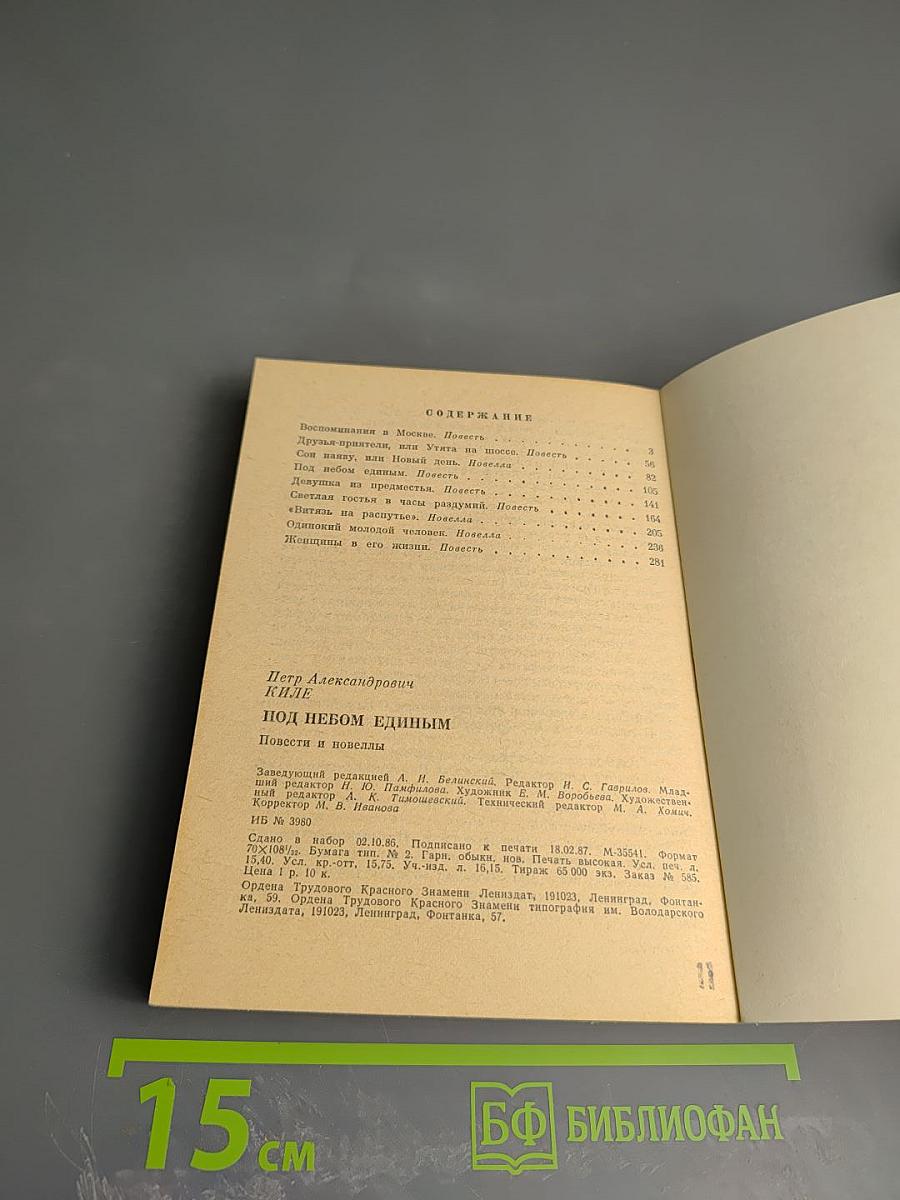 СОДЕРЖАНИЕ
Воспоминания в Москве. Повесть . . . . . . . . . . . 3
Друзья-приятели, или Утята на шоссе. Повесть . . . . . 56
Сон наяву, или Новый день. Новелла . . . . . . . . . 82
Под небом единым. Повесть . . . . . . . . . . . . 105
Девушка из предместья. Повесть . . . . . . . . . . 141
Светлая гостья в часы раздумий. Повесть . . . . . . . 164
«Витязь на распутье». Новелла . . . . . . . . . . . 205
Одинокий молодой человек. Новелла . . . . . . . . . 236
Женщины в его жизни. Повесть . . . . . . . . . . . 281
Петр Александрович
КИЛЕ
ПОД НЕБОМ ЕДИНЫМ
Повести и новеллы
Заведующий редакцией А. И. Белинский. Редактор И. С. Гаврилов. Млад-
ший редактор Н. Ю. Памфилова. Художник Е. М. Воробьева. Художествен-
ный редактор А. К. Тимошевский. Технический редактор М. А. Хомич.
Корректор М. В. Иванова
ИБ № 3980
Сдано в набор 02.10.86. Подписано к печати 18.02.87. М-35541. Формат
70×108¹/₃₂. Бумага тип. № 2. Гарн. обыкн. нов. Печать высокая. Усл. печ. л.
15,40. Усл. кр.-отт. 15,75. Уч.-изд. л. 16,15. Тираж 65 000 экз. Заказ № 585.
Цена 1 р. 10 к.
Ордена Трудового Красного Знамени Лениздат, 191023, Ленинград, Фонтан-
ка, 59. Ордена Трудового Красного Знамени типография им. Володарского
Лениздата, 191023, Ленинград, Фонтанка, 57.
15 см
БФ БИБЛИОФАН